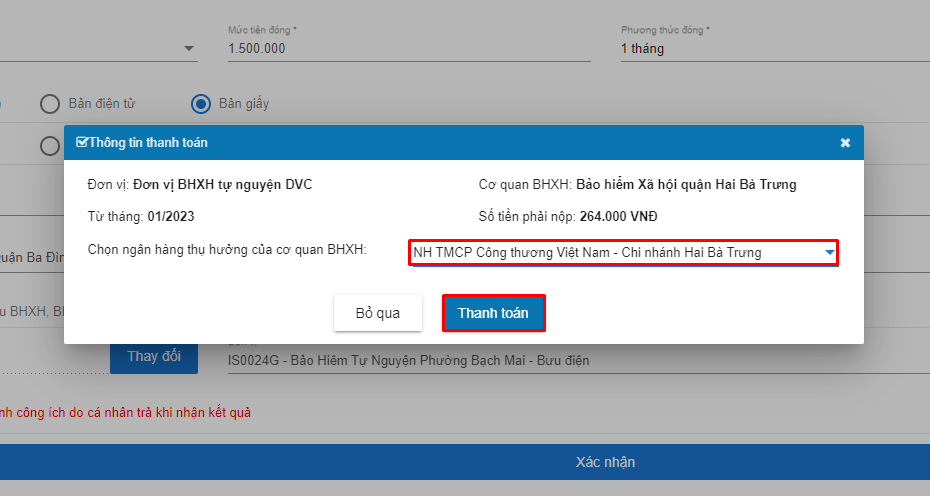 Mức tiền đóng *
Phương thức đóng *
1.500.000
1 tháng
Bản điện tử
Bản giấy
Thông tin thanh toán
Đơn vị: Đơn vị BHXH tự nguyện DVC
Cơ quan BHXH: Bảo hiểm Xã hội quận Hai Bà Trưng
Từ tháng: 01/2023
Số tiền phải nộp: 264.000 VNĐ
Chọn ngân hàng thụ hưởng của cơ quan BHXH:
NH TMCP Công thương Việt Nam - Chi nhánh Hai Bà Trưng
uận Ba Đìn
Bỏ qua
Thanh toán
u BHXH, B
Thay đổi
IS0024G - Bảo Hiểm Tự Nguyện Phường Bạch Mai - Bưu điện
nh công ích do cá nhân trả khi nhận kết quả
Xác nhận